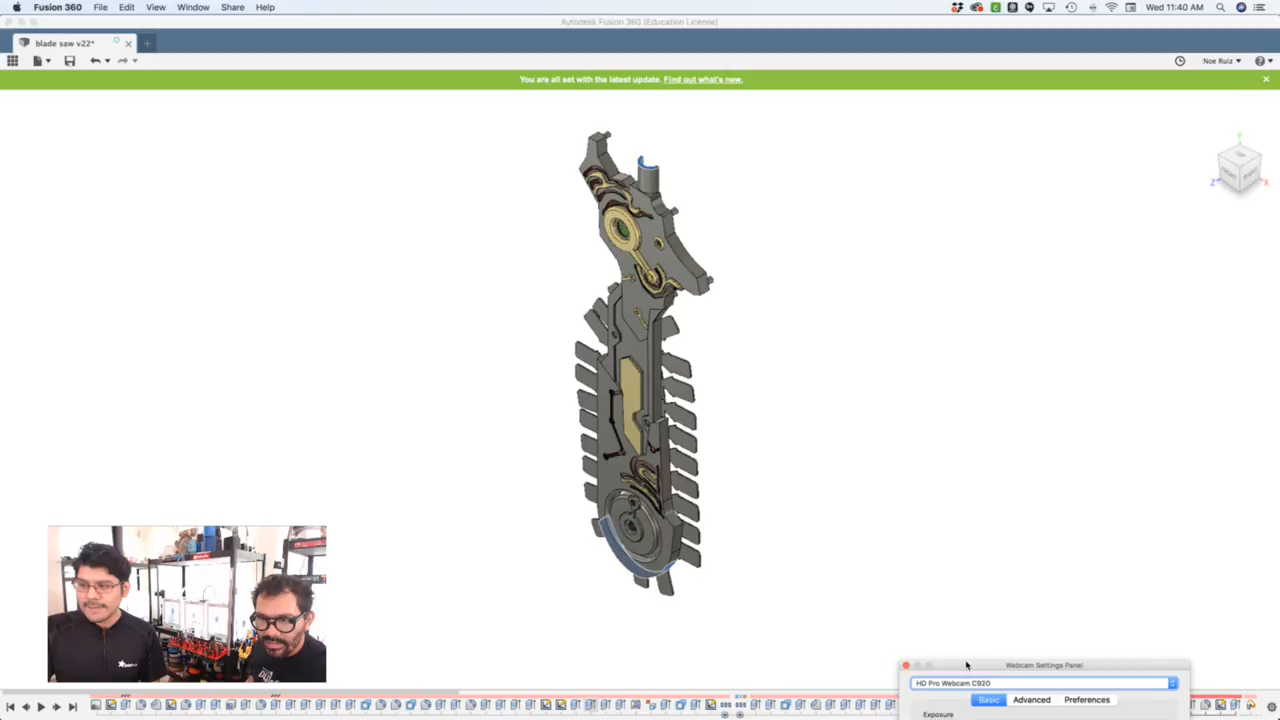 Fusion 360 File Edit View Window Share Help Wed 11:40 AM
Autodesk Fusion 360 (Education License)
blade saw v22*
Noe Ruiz
You are all set with the latest update. Find out what's new.
Webcam Settings Panel
HD Pro Webcam C920
Basic Advanced Preferences
Exposure